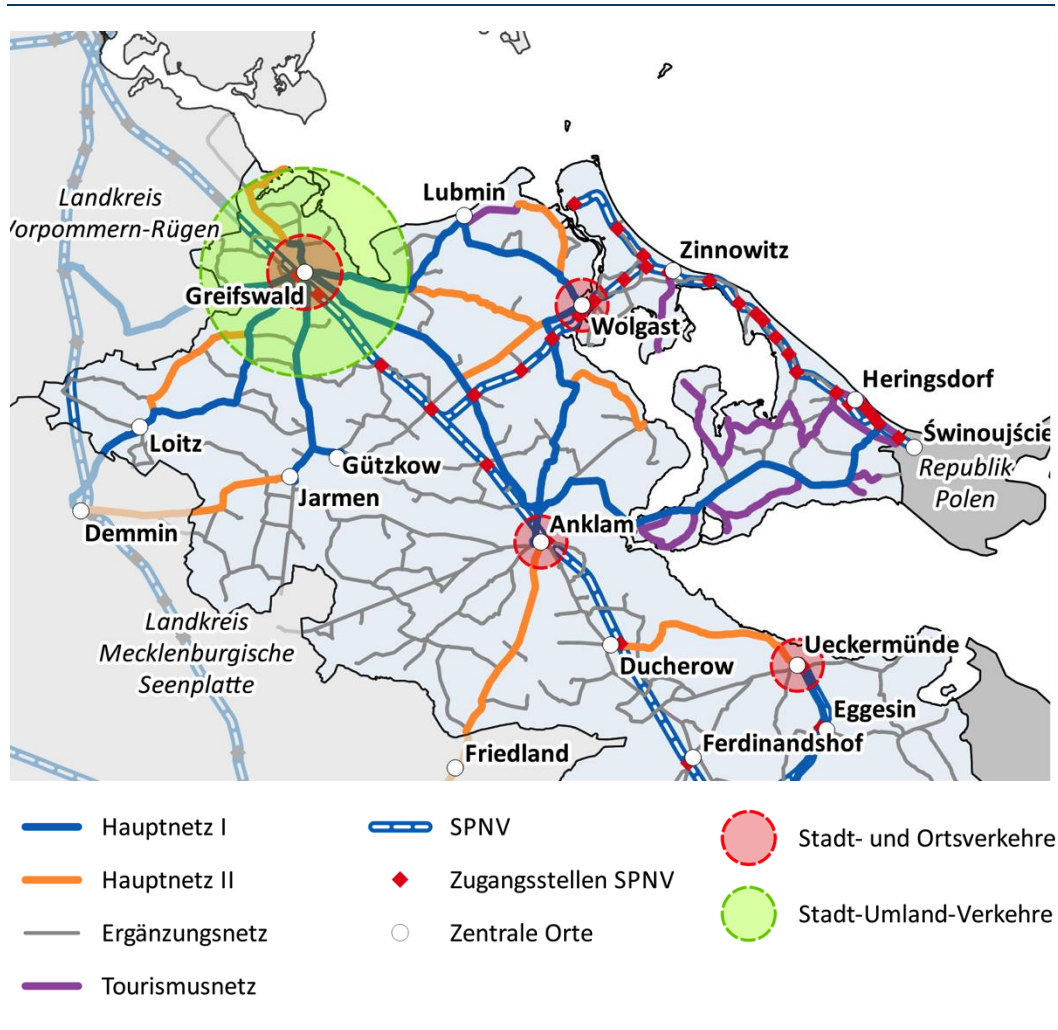 Landkreis
Vorpommern-Rügen
Lubmin
Zinnowitz
Greifswald
Wolgast
Heringsdorf
Loitz
Świnoujście
Gützkow
Republik
Polen
Jarmen
Anklam
Demmin
Landkreis
Mecklenburgische
Seenplatte
Ueckermünde
Ducherow
Eggesin
Ferdinandshof
Friedland
Hauptnetz I
Hauptnetz II
Ergänzungsnetz
Tourismusnetz
SPNV
Zugangsstellen SPNV
Zentrale Orte
Stadt- und Ortsverkehre
Stadt-Umland-Verkehre